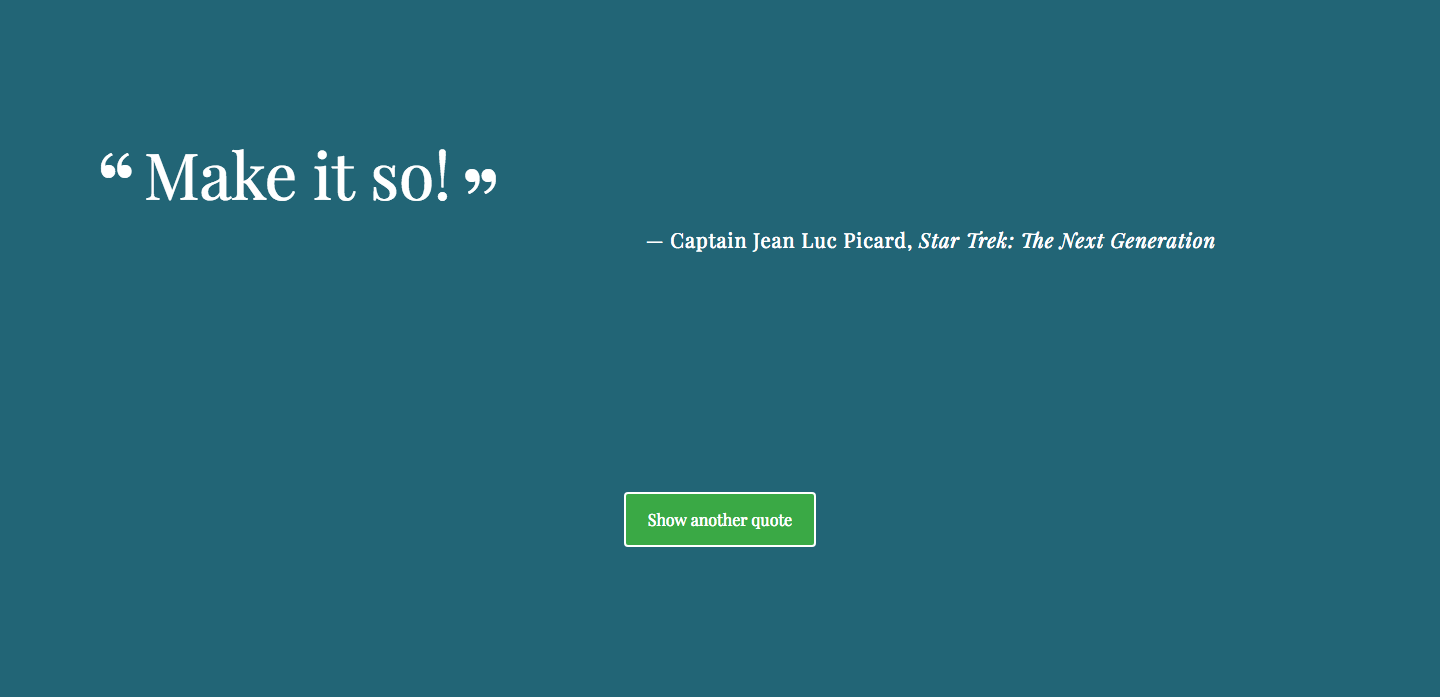 “ Make it so! ”
— Captain Jean Luc Picard, Star Trek: The Next Generation
Show another quote